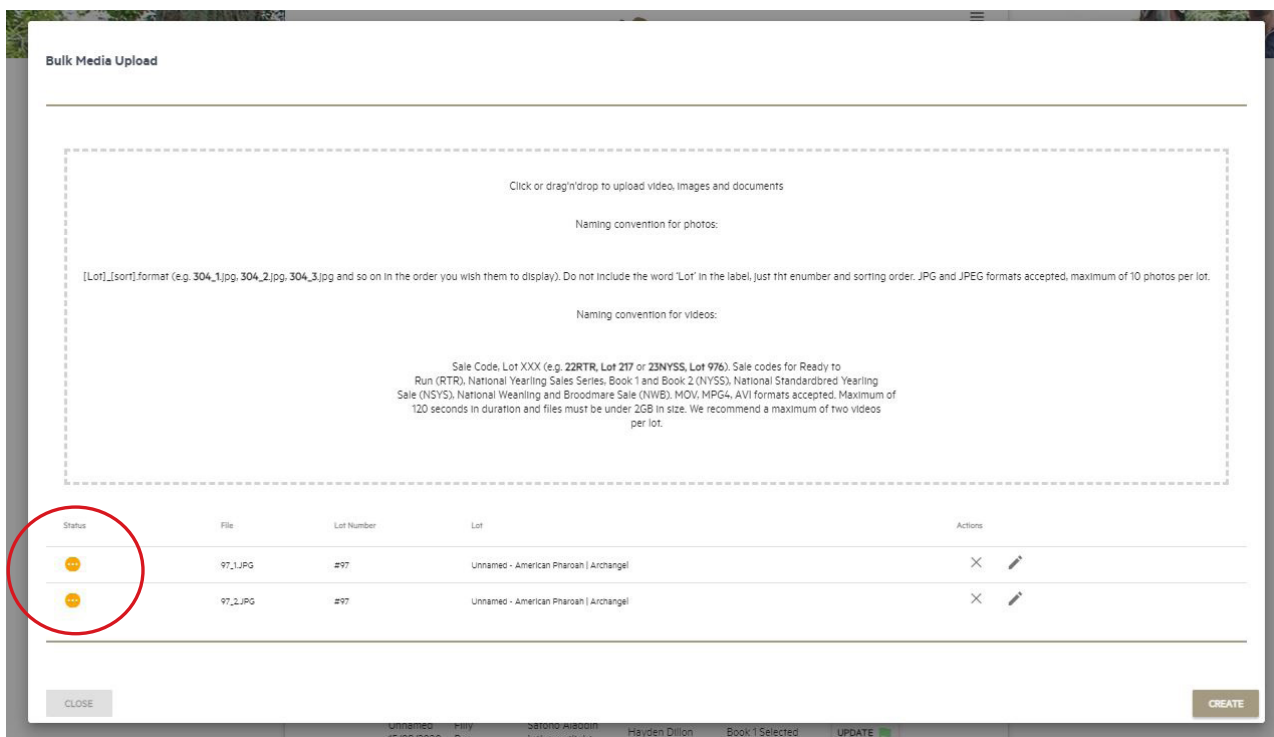 Bulk Media Upload
Click or drag'n'drop to upload video, images and documents
Naming convention for photos:
[Lot]_[sort].format (e.g. 304_1.jpg, 304_2.jpg, 304_3.jpg and so on in the order you wish them to display). Do not include the word 'Lot' in the label, just tht enumber and sorting order. JPG and JPEG formats accepted, maximum of 10 photos per lot.
Naming convention for videos:
Sale Code, Lot XXX (e.g. 22RTR, Lot 217 or 23NYSS, Lot 976). Sale codes for Ready to
Run (RTR), National Yearling Sales Series, Book 1 and Book 2 (NYSS), National Standardbred Yearling
Sale (NSYS), National Weanling and Broodmare Sale (NWB). MOV, MPG4, AVI formats accepted. Maximum of
120 seconds in duration and files must be under 2GB in size. We recommend a maximum of two videos
per lot.
Status File Lot Number Lot Actions
97_1.JPG #97 Unnamed - American Pharoah | Archangel
97_2.JPG #97 Unnamed - American Pharoah | Archangel
CLOSE CREATE
Unnamed Filly Satono Aladdin
Hayden Dillon Book 1 Selected UPDATE